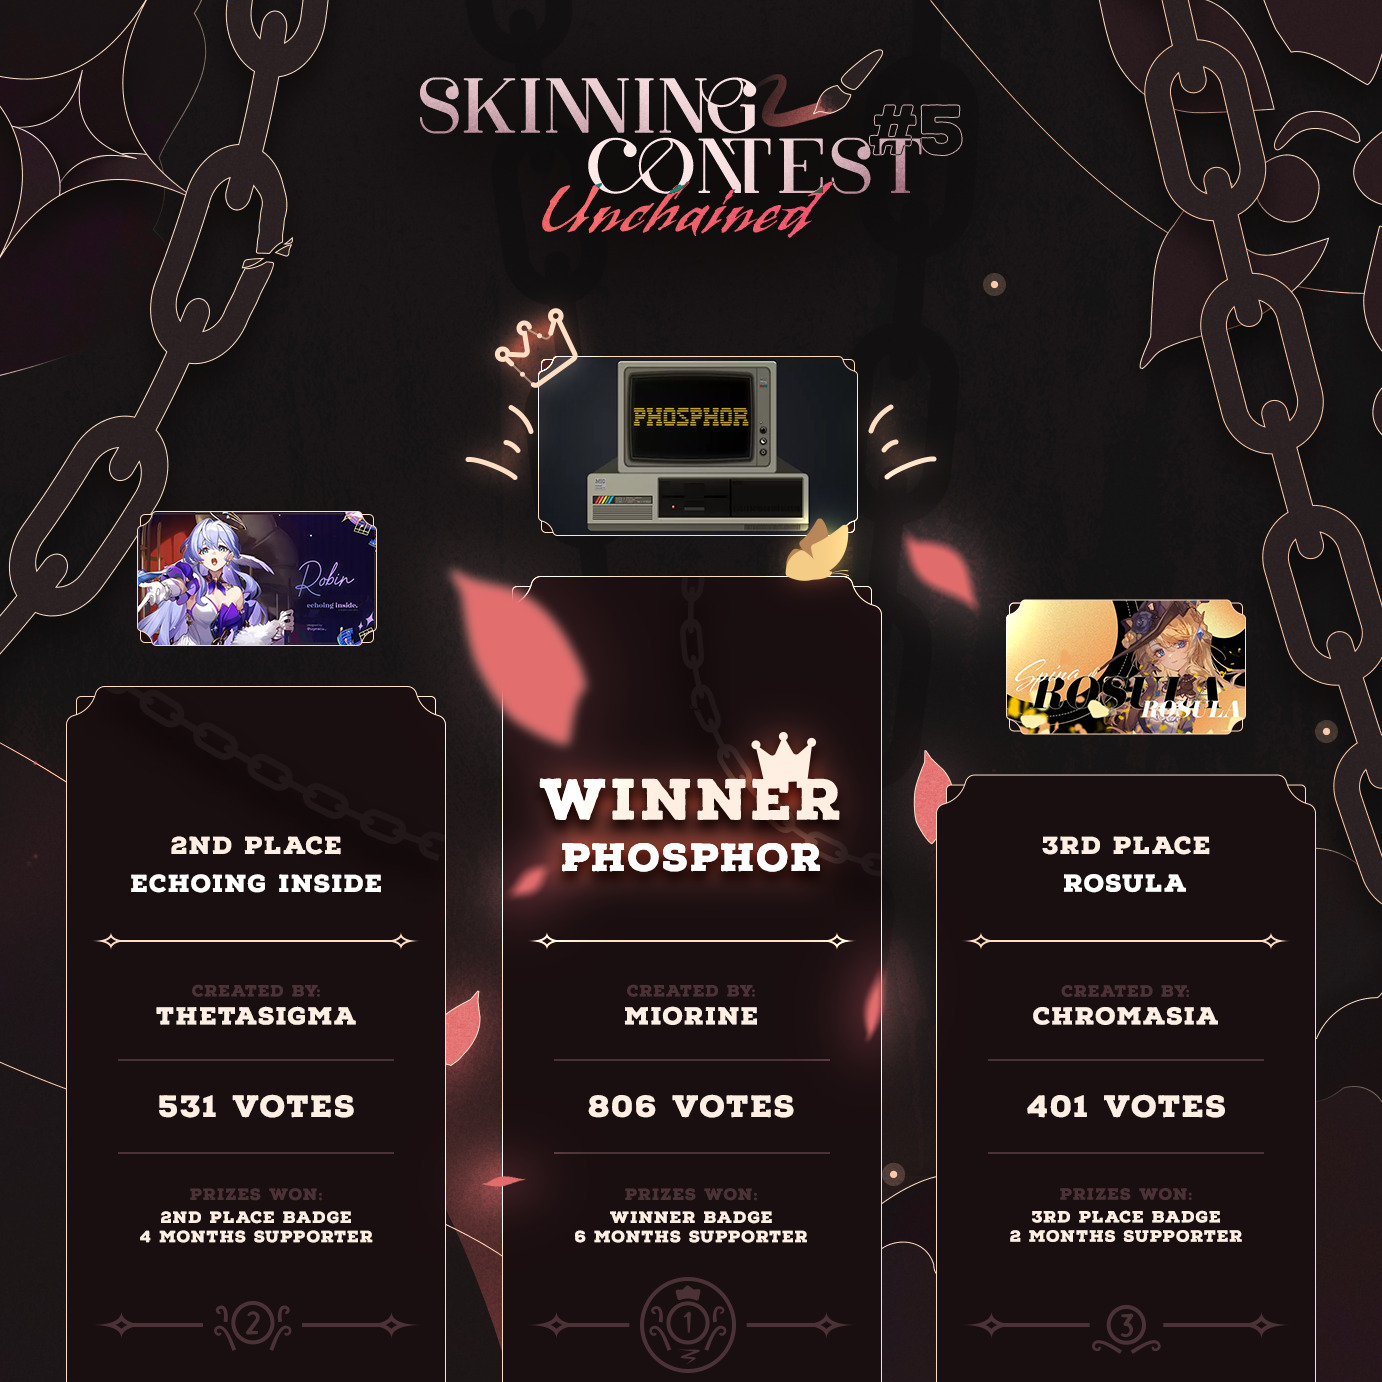 SKINNING
CONTEST #5
Unchained
PHOSPHOR
Robin
echoing inside.
Spina
ROSULA
ROSULA
WINNER
PHOSPHOR
2ND PLACE
ECHOING INSIDE
3RD PLACE
ROSULA
CREATED BY:
THETASIGMA
531 VOTES
PRIZES WON:
2ND PLACE BADGE
4 MONTHS SUPPORTER
2
CREATED BY:
MIORINE
806 VOTES
PRIZES WON:
WINNER BADGE
6 MONTHS SUPPORTER
1
CREATED BY:
CHROMASIA
401 VOTES
PRIZES WON:
3RD PLACE BADGE
2 MONTHS SUPPORTER
3